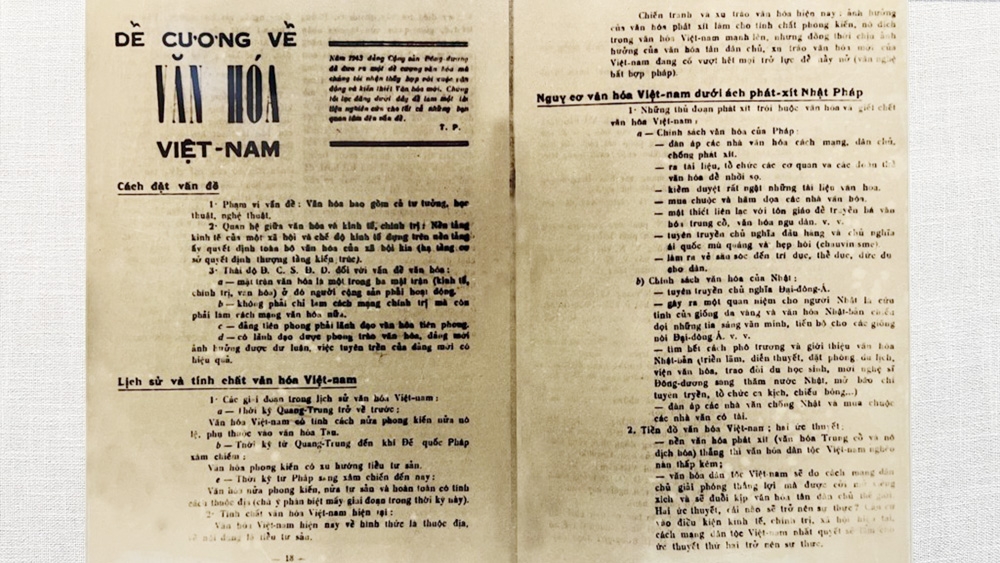 DỀ CƯƠNG VỀ
VĂN HÓA
VIỆT-NAM
Năm 1943 đảng Cộng sản Đông dương
đã đưa ra một đề cương văn hóa mà
chúng tôi nhận thấy hợp với cuộc vận
động và kiến thiết Văn hóa mới. Chúng
tôi lục đăng dưới đây để làm một tài
liệu nghiên cứu cho tất cả những bạn
quan tâm đến vấn đề.
T. P.
Cách đặt vấn đề
1· Phạm vi vấn đề: Văn hóa bao gồm cả tư tưởng, học
thuật, nghệ thuật.
2· Quan hệ giữa văn hóa và kinh tế, chính trị: Nền tảng
kinh tế của một xã hội và chế độ kinh tế dựng trên nền tảng
ấy quyết định toàn bộ văn hóa của xã hội kia (hạ tầng cơ
sở quyết định thượng tầng kiến trúc).
3· Thái độ Đ. C. S. Đ. D. đối với vấn đề văn hóa:
a — mặt trận văn hóa là một trong ba mặt trận (kinh tế,
chính trị, văn hóa) ở đó người cộng sản phải hoạt động.
b — không phải chỉ làm cách mạng chính trị mà còn
phải làm cách mạng văn hóa nữa.
c — đảng tiên phong phải lãnh đạo văn hóa tiên phong.
d — có lãnh đạo được phong trào văn hóa, đảng mới
ảnh hưởng được dư luận, việc tuyên trền của đảng mới có
hiệu quả.
Lịch sử và tính chất văn hóa Việt-nam
1· Các giai đoạn trong lịch sử văn hóa Việt-nam:
a — Thời kỳ Quang-Trung trở về trước:
Văn hóa Việt-nam có tính cách nửa phong kiến nửa nô
lệ, phụ thuộc vào văn hóa Tàu.
b — Thời kỳ từ Quang-Trung đến khi Đế quốc Pháp
xâm chiếm:
Văn hóa phong kiến có xu hướng tiểu tư sản.
c — Thời kỳ từ Pháp sang xâm chiếm đến nay:
Văn hóa nửa phong kiến, nửa tư sản và hoàn toàn có tính
cách thuộc địa (chú ý phân biệt mấy giai đoạn trong thời kỳ này).
2· Tính chất văn hóa Việt-nam hiện tại:
Văn hóa Việt-nam hiện nay về hình thức là thuộc địa,
về nội dung là tiểu tư sản.
— 18 —
Chiến tranh và xu trào văn hóa hiện nay: ảnh hưởng
của văn hóa phát xít làm cho tính chất phong kiến, nô dịch
trong văn hóa Việt-nam mạnh lên, nhưng đồng thời chịu ảnh
hưởng của văn hóa tân dân chủ, xu trào văn hóa mới của
Việt-nam đang cố vượt hết mọi trở lực để nảy nở (văn nghệ
bất hợp pháp).
Nguy cơ văn hóa Việt-nam dưới ách phát-xít Nhật Pháp
1· Những thủ đoạn phát xít trói buộc văn hóa và giết chết
văn hóa Việt-nam:
a — Chính sách văn hóa của Pháp:
— đàn áp các nhà văn hóa cách mạng, dân chủ,
chống phát xít.
— ra tài liệu, tổ chức các cơ quan và các đoàn thể
văn hóa để nhồi sọ.
— kiểm duyệt rất ngặt những tài liệu văn hóa.
— mua chuộc và hăm dọa các nhà văn hóa.
— mật thiết liên lạc với tôn giáo để truyền bá văn
hóa trung cổ, văn hóa ngu dân. v. v.
— tuyên truyền chủ nghĩa đầu hàng và chủ nghĩa
ái quốc mù quáng và hẹp hòi (chauvinisme).
— làm ra vẻ săn sóc đến trí dục, thể dục, đức dục
cho dân.
b) Chính sách văn hóa của Nhật:
— tuyên truyền chủ nghĩa Đại-đông-Á.
— gây ra một quan niệm cho người Nhật là cứu
tinh của giống da vàng và văn hóa Nhật-bản chiếu
dọi những tia sáng văn minh, tiến bộ cho các giống
nòi Đại-đông Á. v. v.
— tìm hết cách phô trương và giới thiệu văn hóa
Nhật-bản (triển lãm, diễn thuyết, đặt phòng du lịch,
viện văn hóa, trao đổi du học sinh, mời nghệ sĩ
Đông-dương sang thăm nước Nhật, mở báo chí
tuyên truyền, tổ chức ca kịch, chiếu bóng...)
— đàn áp các nhà văn chống Nhật và mua chuộc
các nhà văn có tài.
2. Tiền đồ văn hóa Việt-nam; hai ức thuyết:
— nền văn hóa phát xít (văn hóa Trung cổ và nô
dịch hóa) thắng thì văn hóa dân tộc Việt-nam nghèo
nàn thấp kém;
— văn hóa dân tộc Việt-nam sẽ do cách mạng dân
chủ giải phóng thắng lợi mà được cởi mở xiềng
xích và sẽ đuổi kịp văn hóa tân dân chủ thế giới.
Hai ức thuyết, cái nào sẽ trở nên sự thực? Căn cứ
vào điều kiện kinh tế, chính trị, xã hội hiện tại,
cách mạng dân tộc Việt-nam nhất quyết sẽ làm cho
ức thuyết thứ hai trở nên sự thực.